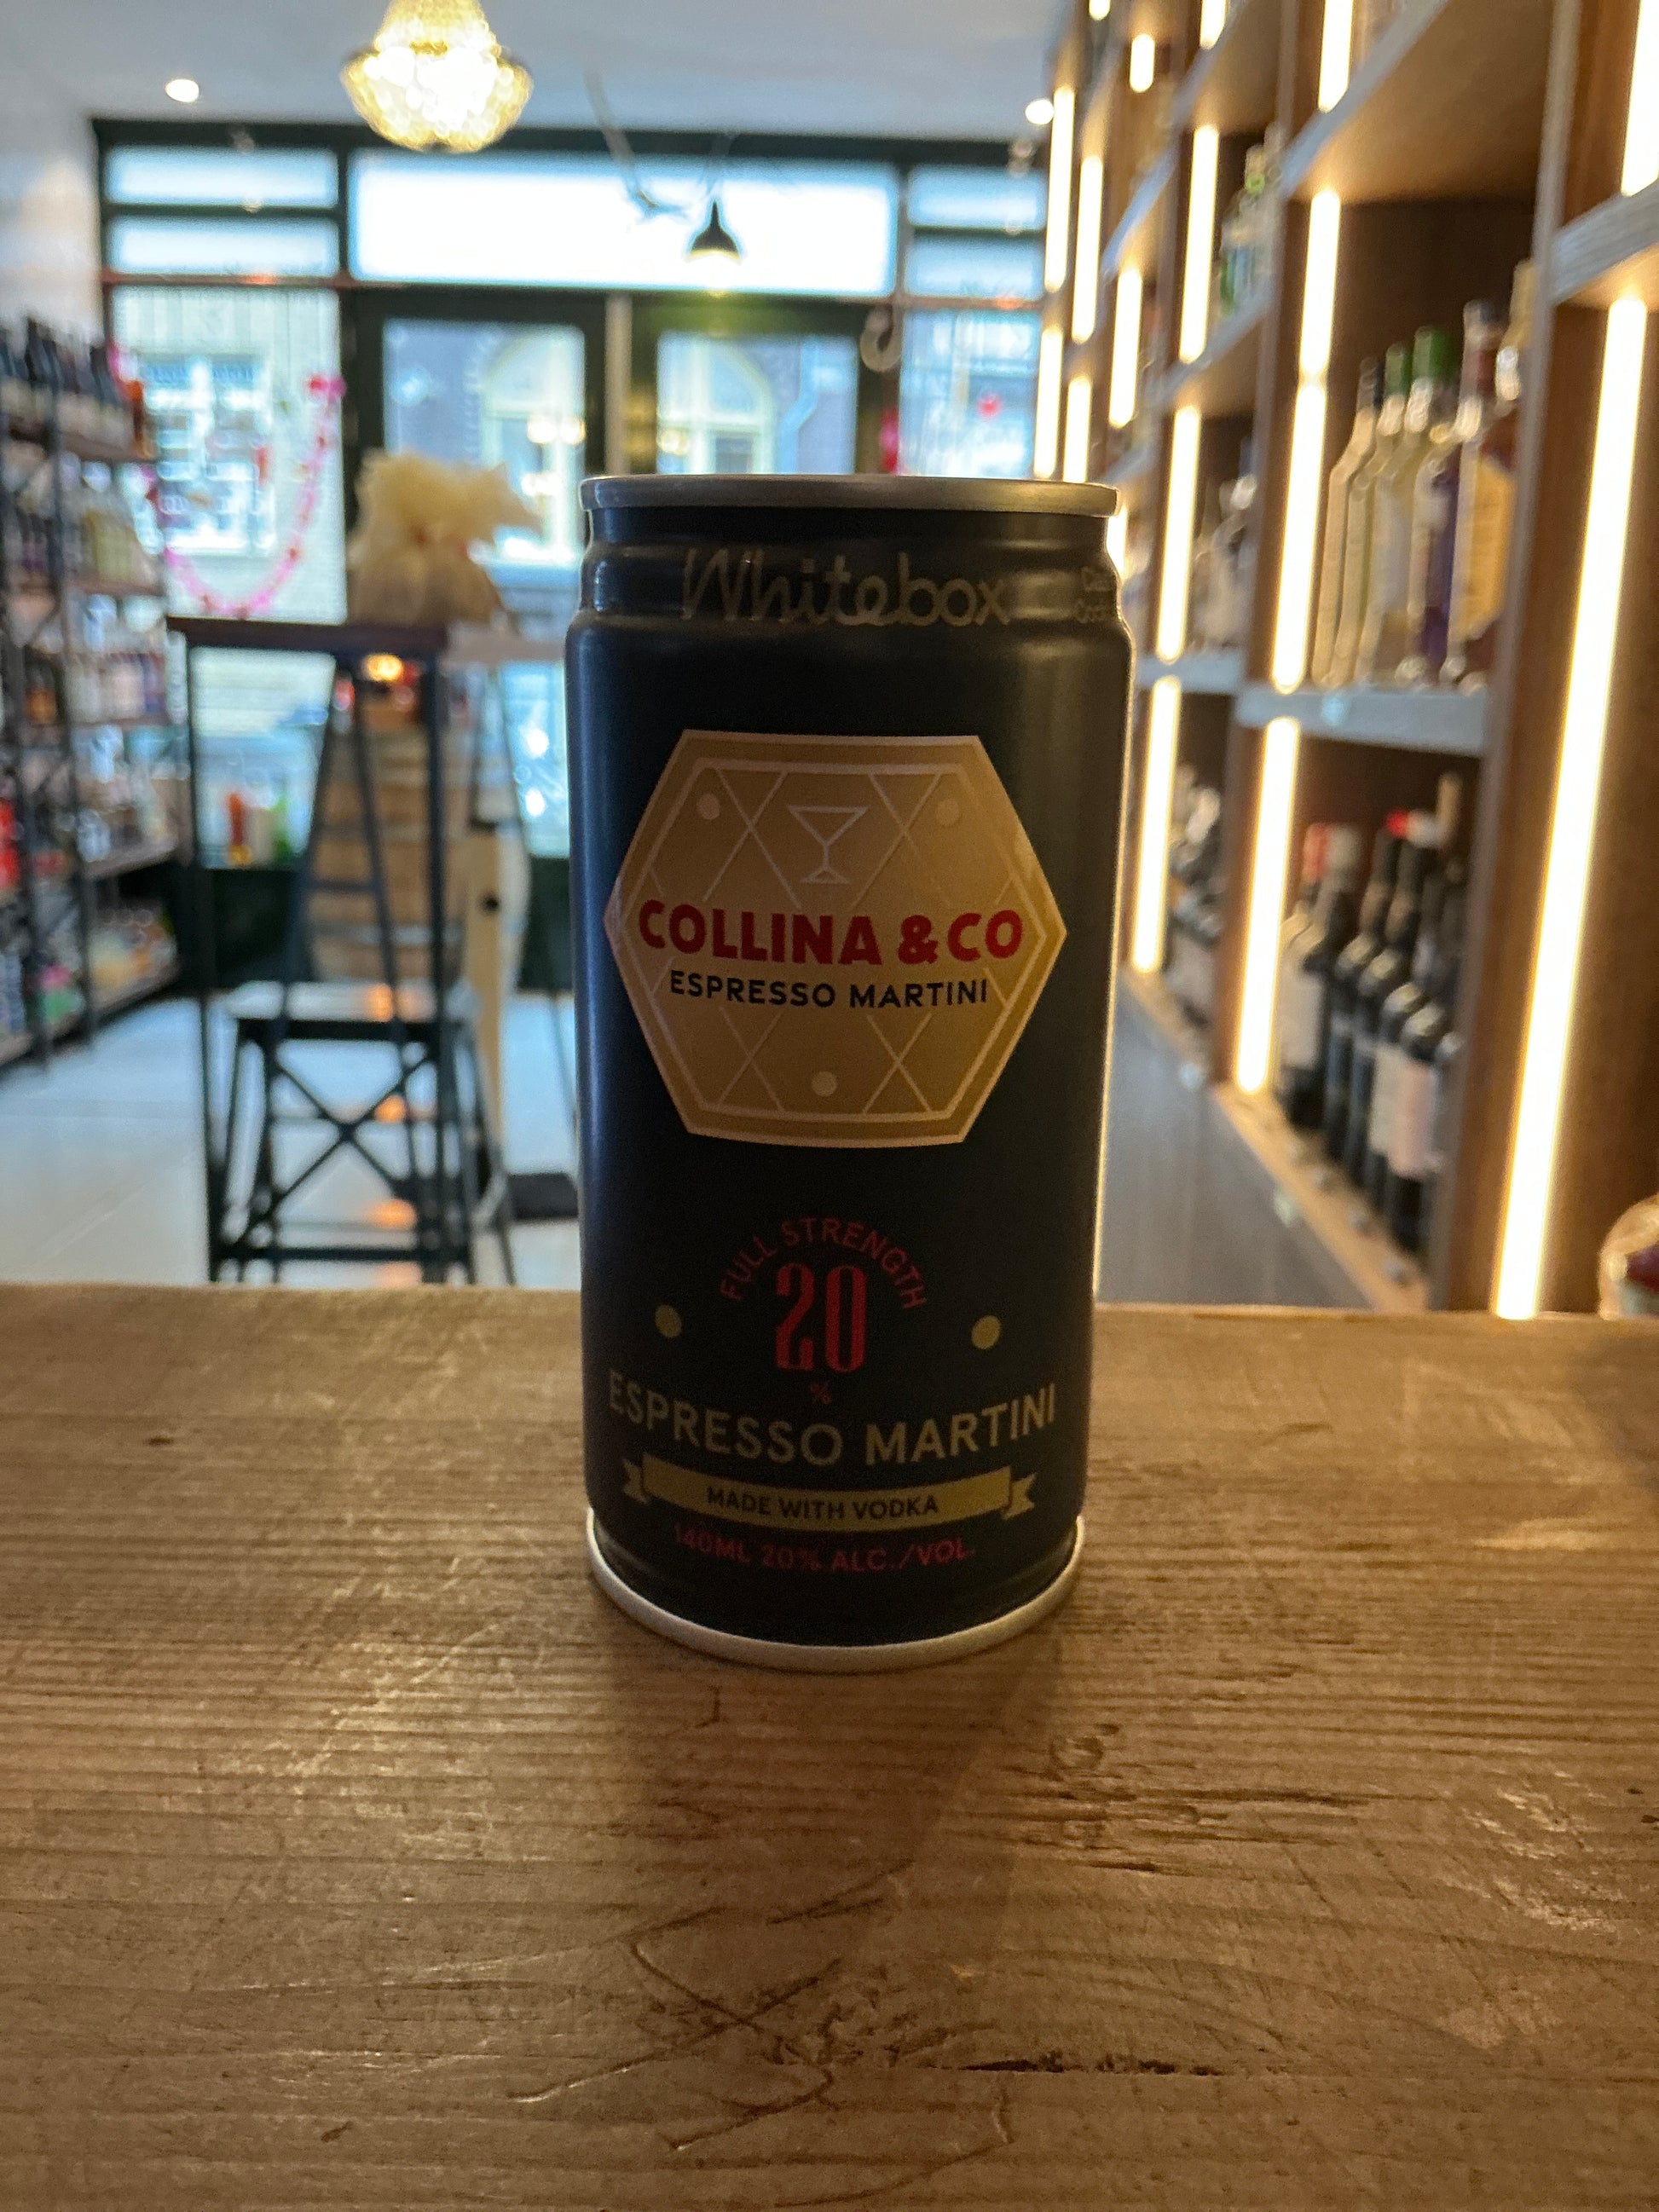 Whitebox
COLLINA & CO
ESPRESSO MARTINI
FULL STRENGTH
20
%
ESPRESSO MARTINI
MADE WITH VODKA
140ML 20% ALC./VOL.